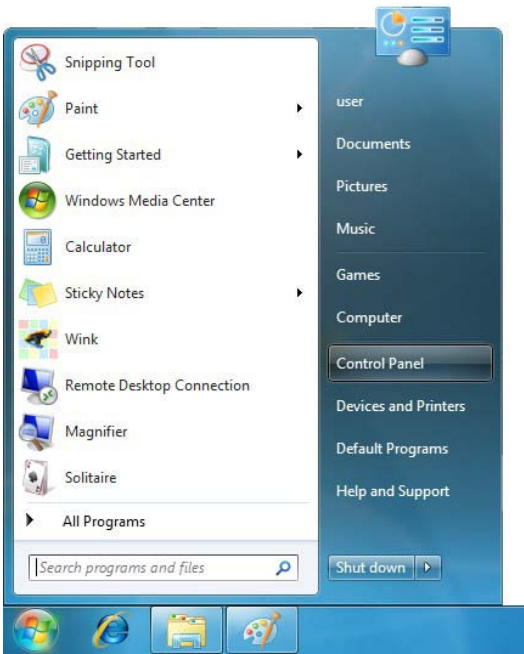 Snipping Tool
Paint
Getting Started
Windows Media Center
Calculator
Sticky Notes
Wink
Remote Desktop Connection
Magnifier
Solitaire
All Programs
Search programs and files
user
Documents
Pictures
Music
Games
Computer
Control Panel
Devices and Printers
Default Programs
Help and Support
Shut down